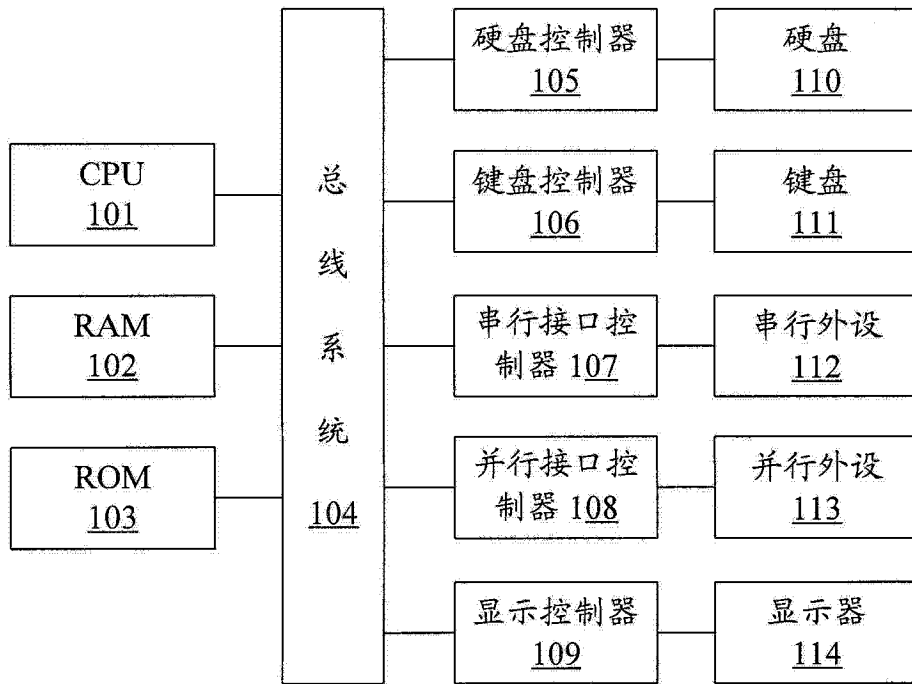 CPU
101
RAM
102
ROM
103
总
线
系
统
104
硬盘控制器
105
键盘控制器
106
串行接口控
制器 107
并行接口控
制器 108
显示控制器
109
硬盘
110
键盘
111
串行外设
112
并行外设
113
显示器
114